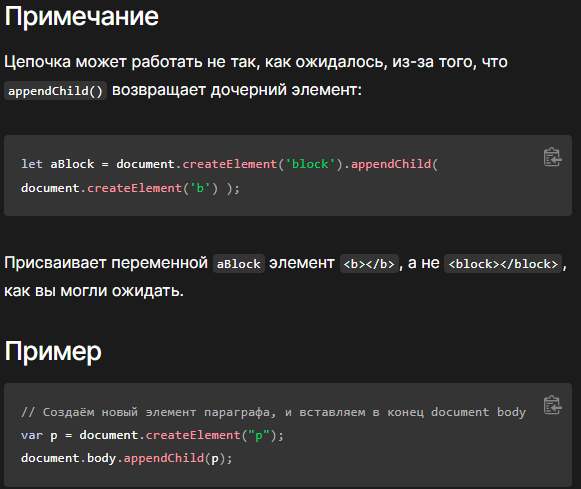 Примечание
Цепочка может работать не так, как ожидалось, из-за того, что
appendChild() возвращает дочерний элемент:
let aBlock = document.createElement('block').appendChild(
document.createElement('b') );
Присваивает переменной aBlock элемент <b></b>, а не <block></block>,
как вы могли ожидать.
Пример
// Создаём новый элемент параграфа, и вставляем в конец document body
var p = document.createElement("p");
document.body.appendChild(p);